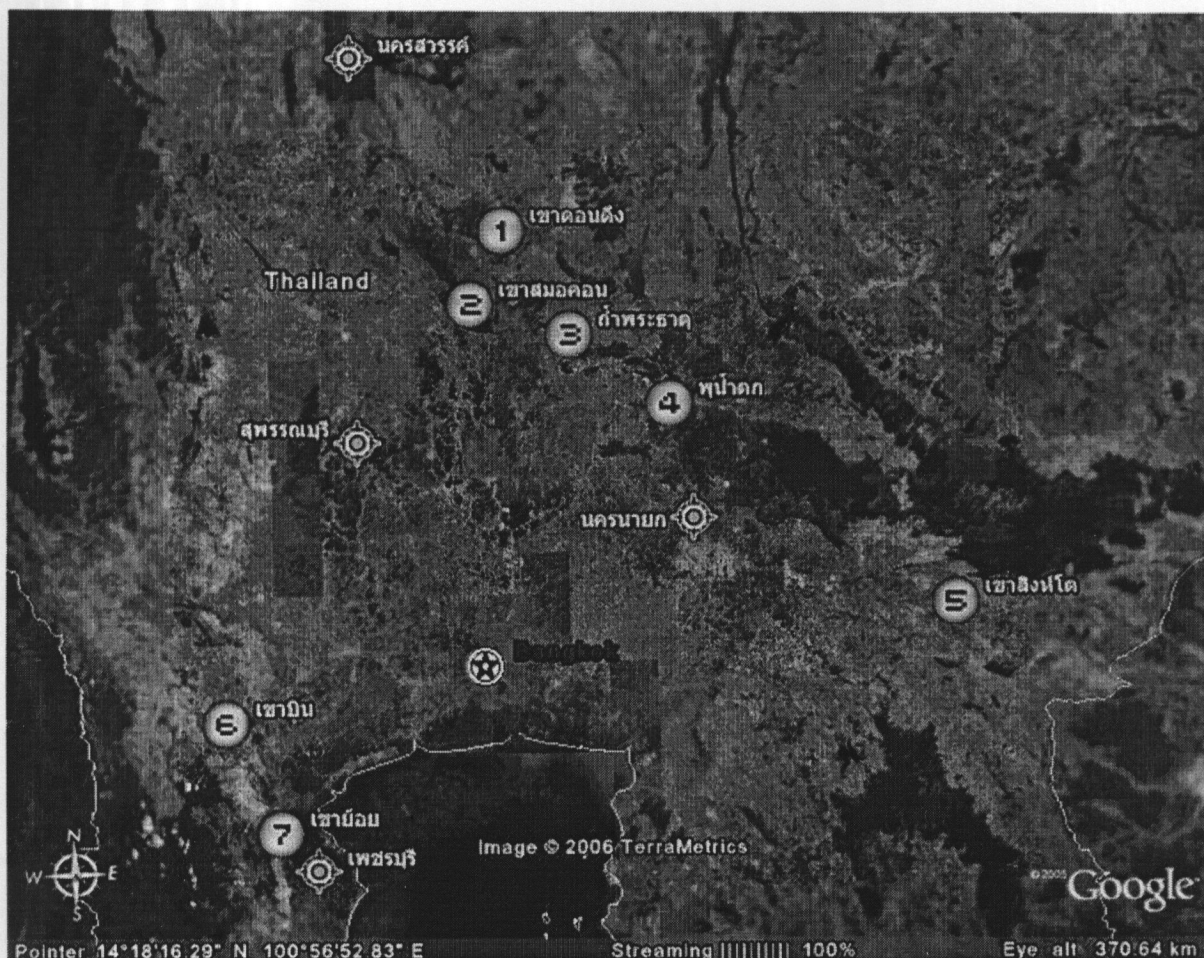 นครสวรรค์
1 เขาดอนดึง
Thailand
2 เขาสมอคอน
3 ถ้ำพระธาตุ
4 พุน้ำตก
สุพรรณบุรี
นครนายก
5 เขาสิงห์โต
Bangkok
6 เขาบิน
7 เขาย้อย
เพชรบุรี
Image © 2006 TerraMetrics
N
W E
S
© 2005 Google
Pointer 14°18'16.29" N 100°56'52.83" E Streaming |||||||||| 100% Eye alt 370.64 km